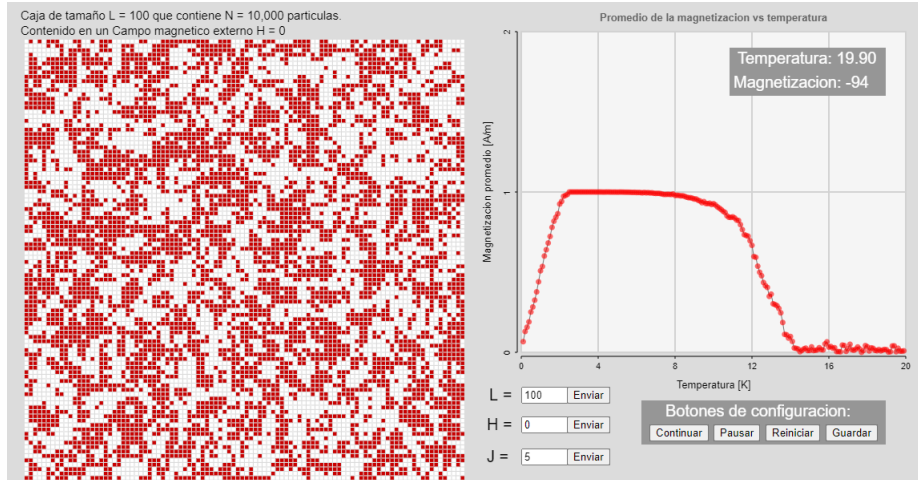 Caja de tamaño L = 100 que contiene N = 10,000 particulas.
Contenido en un Campo magnetico externo H = 0
Promedio de la magnetizacion vs temperatura
Temperatura: 19.90
Magnetizacion: -94
Magnetizacion promedio [A/m]
2
1
0
0 4 8 12 16 20
Temperatura [K]
L = 100 Enviar
H = 0 Enviar
J = 5 Enviar
Botones de configuracion:
Continuar Pausar Reiniciar Guardar